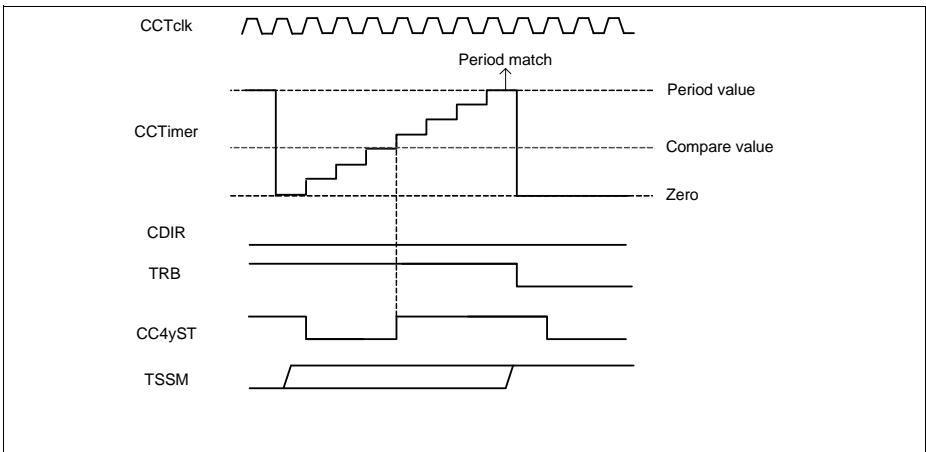 CCTclk
Period match
Period value
CCTimer
Compare value
Zero
CDIR
TRB
CC4yST
TSSM